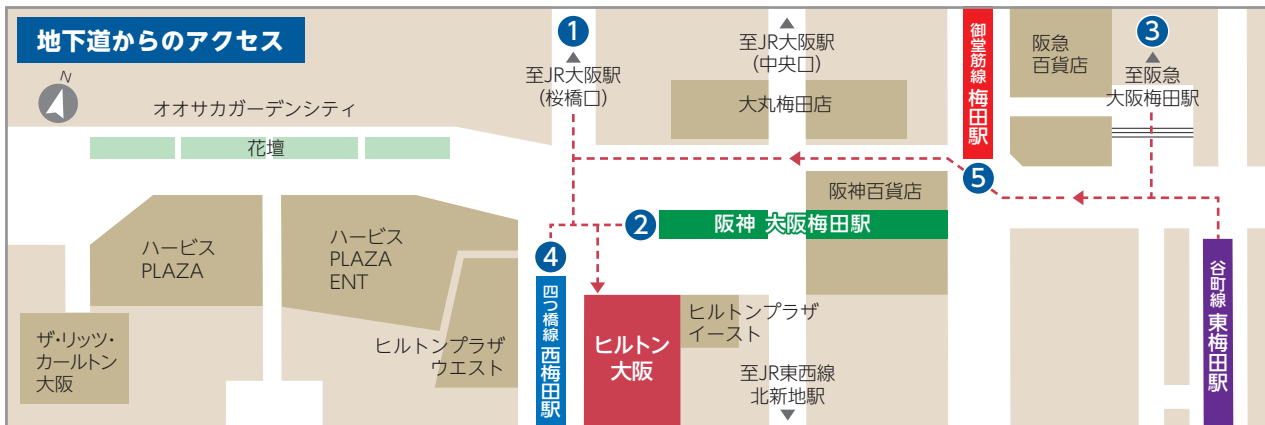 地下道からのアクセス
N
オオサカガーデンシティ
花壇
1
至JR大阪駅
(桜橋口)
至JR大阪駅
(中央口)
大丸梅田店
御堂筋線 梅田駅
阪急
百貨店
3
至阪急
大阪梅田駅
5
阪神百貨店
2
阪神 大阪梅田駅
4
四つ橋線 西梅田駅
ハービス
PLAZA
ハービス
PLAZA
ENT
ヒルトンプラザ
ウエスト
ザ・リッツ・
カールトン
大阪
ヒルトン
大阪
ヒルトンプラザ
イースト
至JR東西線
北新地駅
谷町線 東梅田駅